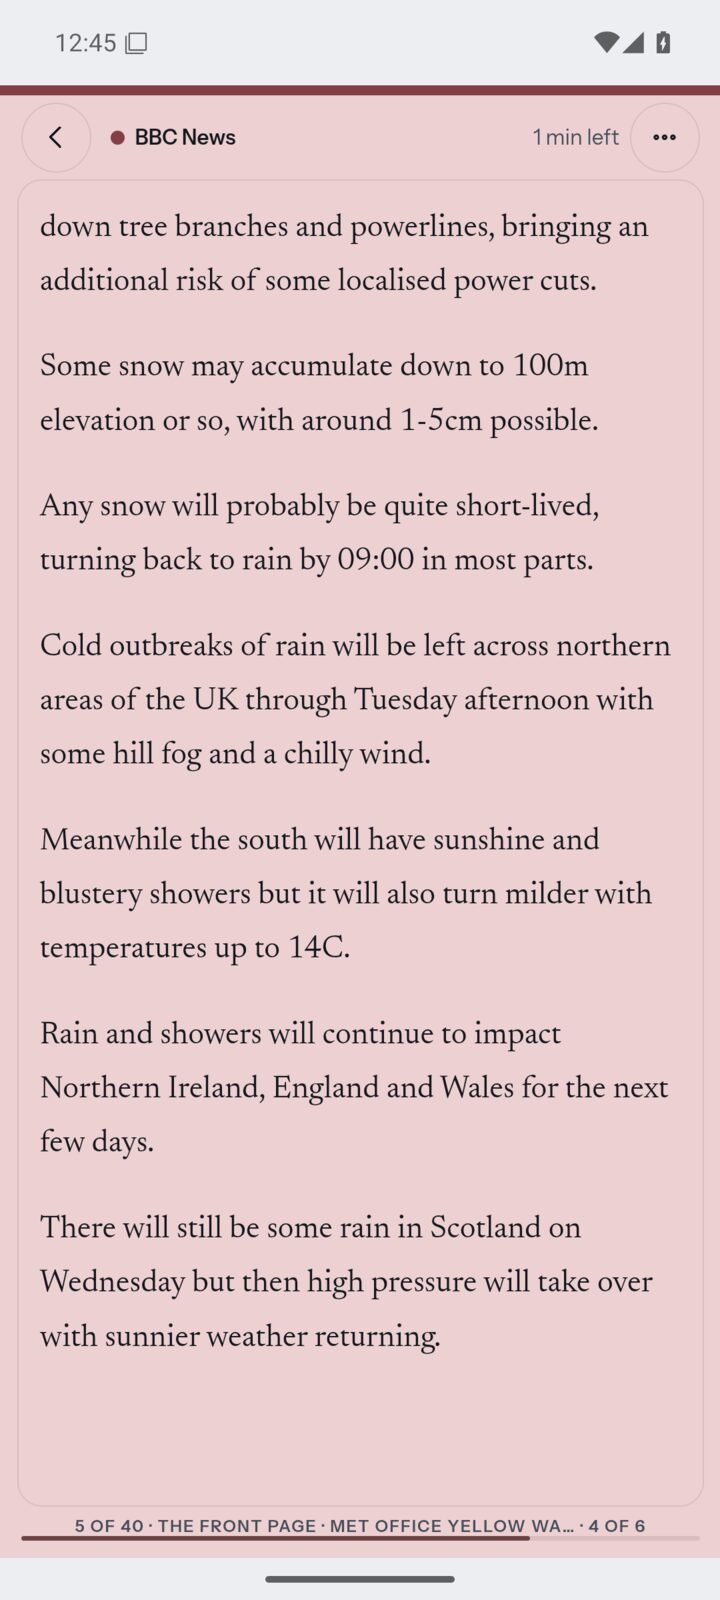 12:45
BBC News
1 min left
down tree branches and powerlines, bringing an
additional risk of some localised power cuts.
Some snow may accumulate down to 100m
elevation or so, with around 1-5cm possible.
Any snow will probably be quite short-lived,
turning back to rain by 09:00 in most parts.
Cold outbreaks of rain will be left across northern
areas of the UK through Tuesday afternoon with
some hill fog and a chilly wind.
Meanwhile the south will have sunshine and
blustery showers but it will also turn milder with
temperatures up to 14C.
Rain and showers will continue to impact
Northern Ireland, England and Wales for the next
few days.
There will still be some rain in Scotland on
Wednesday but then high pressure will take over
with sunnier weather returning.
5 OF 40 · THE FRONT PAGE · MET OFFICE YELLOW WA... · 4 OF 6